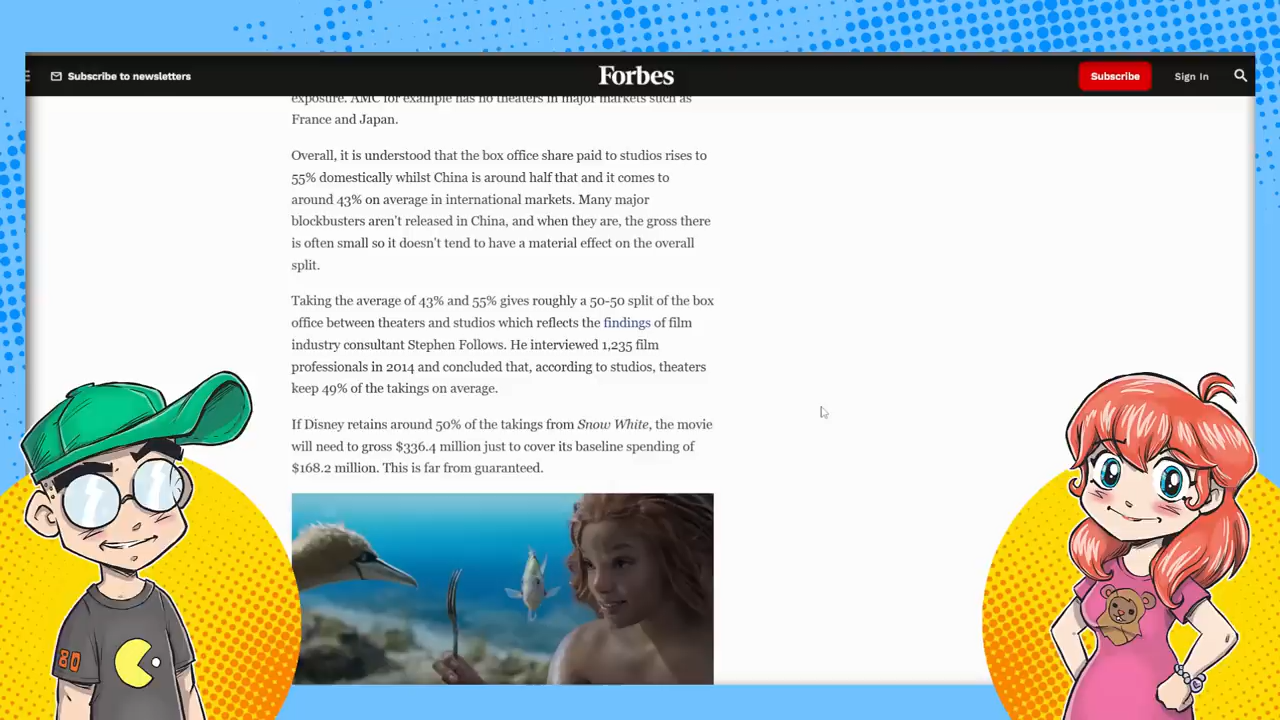 Subscribe to newsletters
Forbes
Subscribe
Sign In
exposure. AMC for example has no theaters in major markets such as
France and Japan.
Overall, it is understood that the box office share paid to studios rises to
55% domestically whilst China is around half that and it comes to
around 43% on average in international markets. Many major
blockbusters aren't released in China, and when they are, the gross there
is often small so it doesn't tend to have a material effect on the overall
split.
Taking the average of 43% and 55% gives roughly a 50-50 split of the box
office between theaters and studios which reflects the findings of film
industry consultant Stephen Follows. He interviewed 1,235 film
professionals in 2014 and concluded that, according to studios, theaters
keep 49% of the takings on average.
If Disney retains around 50% of the takings from Snow White, the movie
will need to gross $336.4 million just to cover its baseline spending of
$168.2 million. This is far from guaranteed.
80